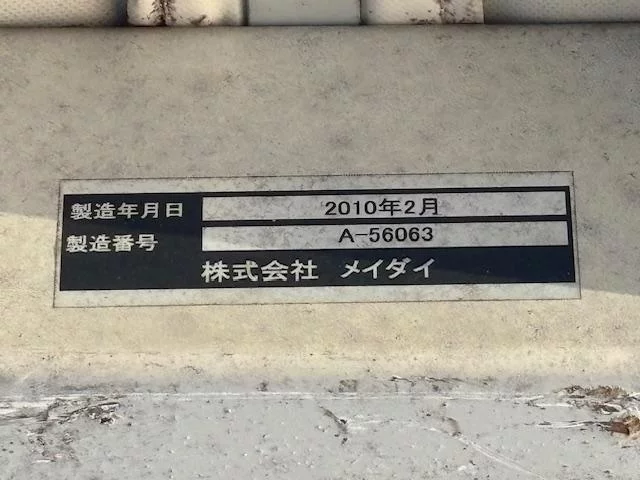 製造年月日 2010年2月
製造番号 A-56063
株式会社 メイダイ